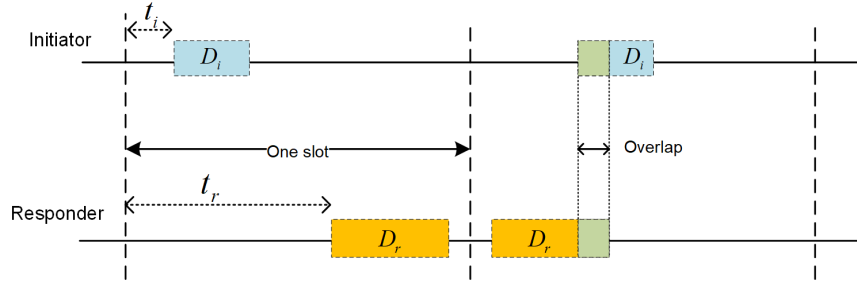 t_i
Initiator
D_i
D_i
One slot
Overlap
t_r
Responder
D_r
D_r